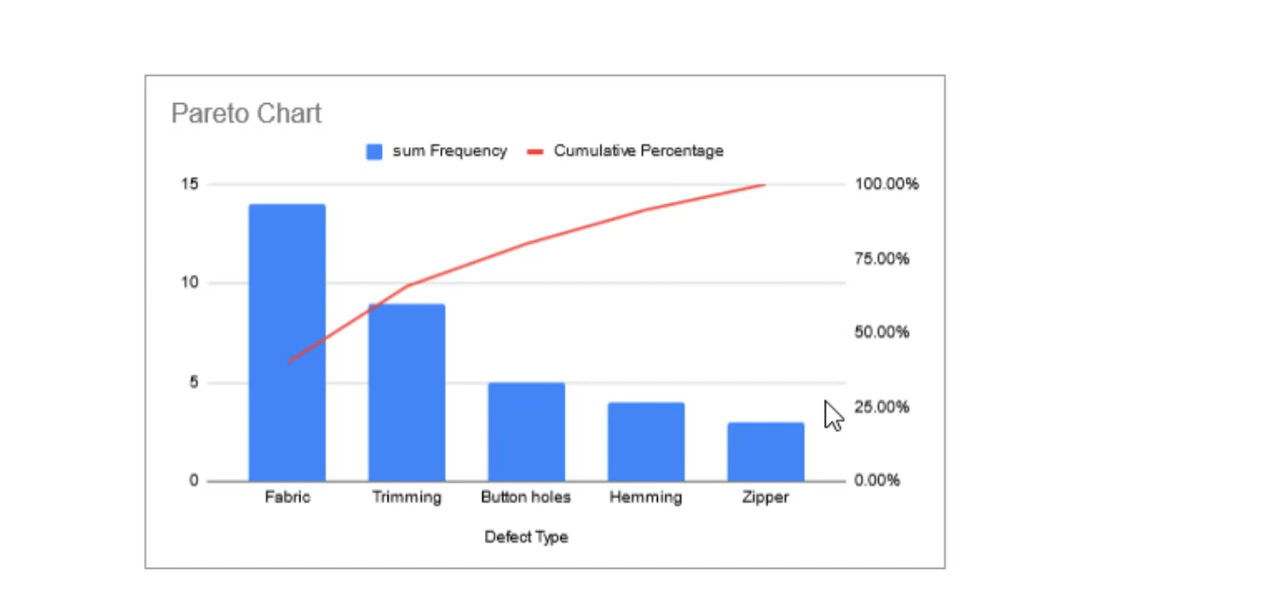 Pareto Chart
sum Frequency Cumulative Percentage
15 100.00%
75.00%
10
50.00%
5
25.00%
0 0.00%
Fabric Trimming Button holes Hemming Zipper
Defect Type